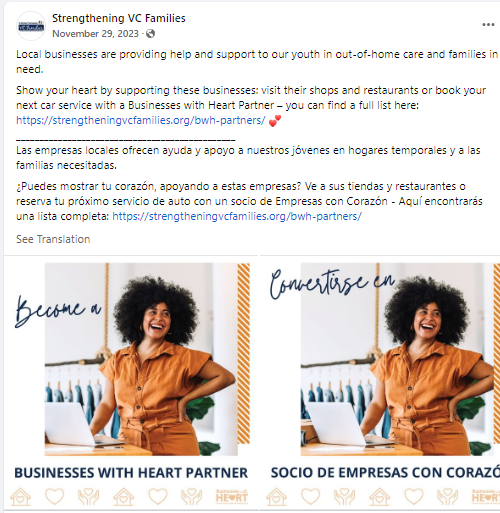 Strengthening VC Families
November 29, 2023 ·
Local businesses are providing help and support to our youth in out-of-home care and families in
need.
Show your heart by supporting these businesses: visit their shops and restaurants or book your
next car service with a Businesses with Heart Partner – you can find a full list here:
https://strengtheningvcfamilies.org/bwh-partners/ 💕
Las empresas locales ofrecen ayuda y apoyo a nuestros jóvenes en hogares temporales y a las
familias necesitadas.
¿Puedes mostrar tu corazón, apoyando a estas empresas? Ve a sus tiendas y restaurantes o
reserva tu próximo servicio de auto con un socio de Empresas con Corazón - Aquí encontrarás
una lista completa: https://strengtheningvcfamilies.org/bwh-partners/
See Translation
Become a
Convertirse en
BUSINESSES WITH HEART PARTNER
SOCIO DE EMPRESAS CON CORAZÓ
HEART
HEART